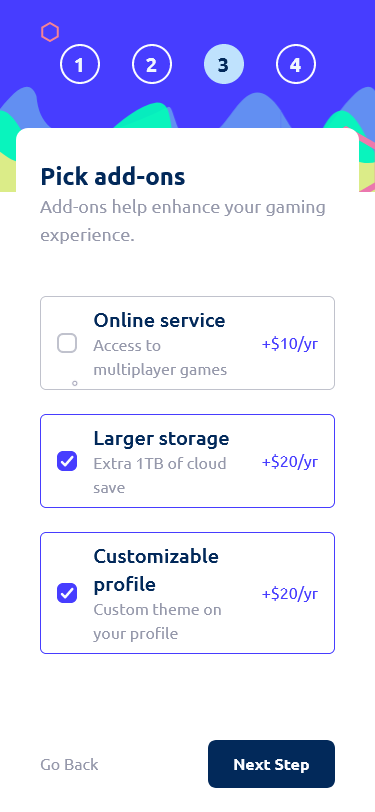 1 2 3 4
Pick add-ons
Add-ons help enhance your gaming
experience.
Online service
Access to
multiplayer games
+$10/yr
Larger storage
Extra 1TB of cloud
save
+$20/yr
Customizable
profile
Custom theme on
your profile
+$20/yr
Go Back
Next Step